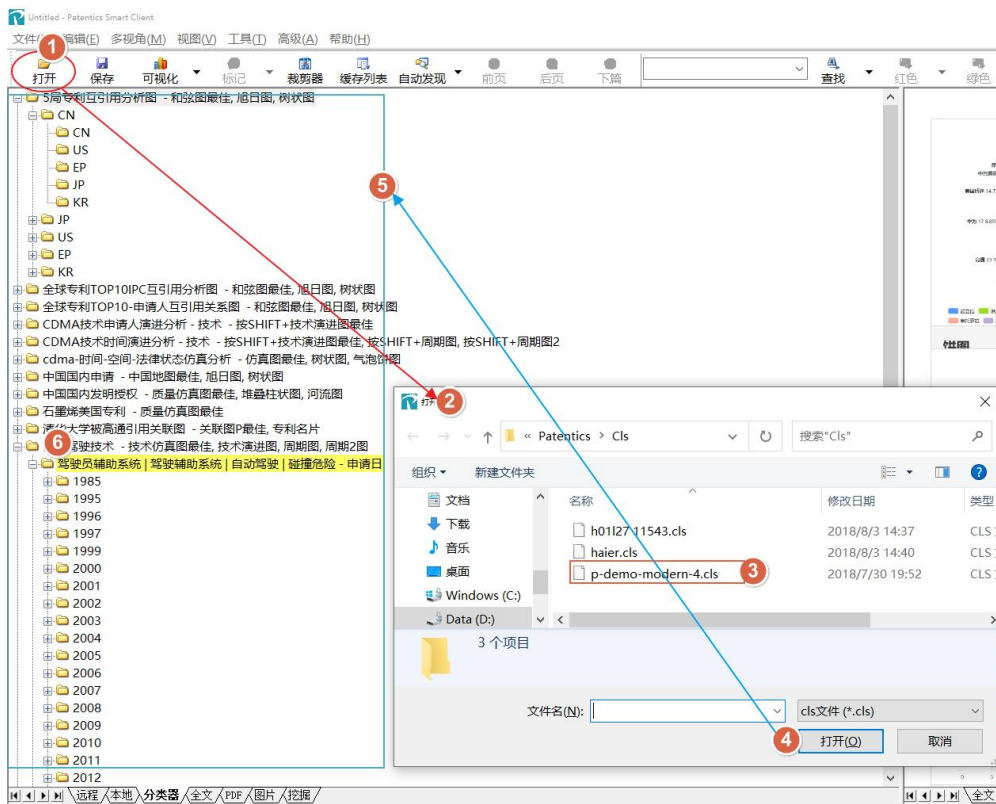 Untitled - Patentics Smart Client
文件 编辑(E) 多视角(M) 视图(V) 工具(T) 高级(A) 帮助(H)
1
打开 保存 可视化 标记 裁剪器 缓存列表 自动发现 前页 后页 下篇 查找 红色 绿色
5局专利互引用分析图 - 和弦图最佳, 旭日图, 树状图
CN
CN
US
EP
JP
KR
JP
US
EP
KR
5
全球专利TOP10IPC互引用分析图 - 和弦图最佳, 旭日图, 树状图
全球专利TOP10-申请人互引用关系图 - 和弦图最佳, 旭日图, 树状图
CDMA技术申请人演进分析 - 技术 - 按SHIFT+技术演进图最佳
CDMA技术时间演进分析 - 技术 - 按SHIFT+技术演进图最佳, 按SHIFT+周期图, 按SHIFT+周期图2
cdma-时间-空间-法律状态仿真分析 - 仿真图最佳, 树状图, 气泡饼图
中国国内申请 - 中国地图最佳, 旭日图, 树状图
中国国内发明授权 - 质量仿真图最佳, 堆叠柱状图, 河流图
石墨烯美国专利 - 质量仿真图最佳
清华大学被高通引用关联图 - 关联图P最佳, 专利名片
6
驾驶技术 - 技术仿真图最佳, 技术演进图, 周期图, 周期2图
驾驶员辅助系统 | 驾驶辅助系统 | 自动驾驶 | 碰撞危险 - 申请日
1985
1995
1996
1997
1999
2000
2001
2002
2003
2004
2005
2006
2007
2008
2009
2010
2011
2012
远程 本地 分类器 全文 PDF 图片 挖掘
饼图
全文
打开
2
« Patentics > Cls
搜索"Cls"
组织 新建文件夹
文档
下载
音乐
桌面
Windows (C:)
Data (D:)
名称 修改日期 类型
h01l27 11543.cls 2018/8/3 14:37 CLS
haier.cls 2018/8/3 14:40 CLS
p-demo-modern-4.cls 3 2018/7/30 19:52 CLS
3 个项目
文件名(N): cls文件 (*.cls)
4 打开(O) 取消